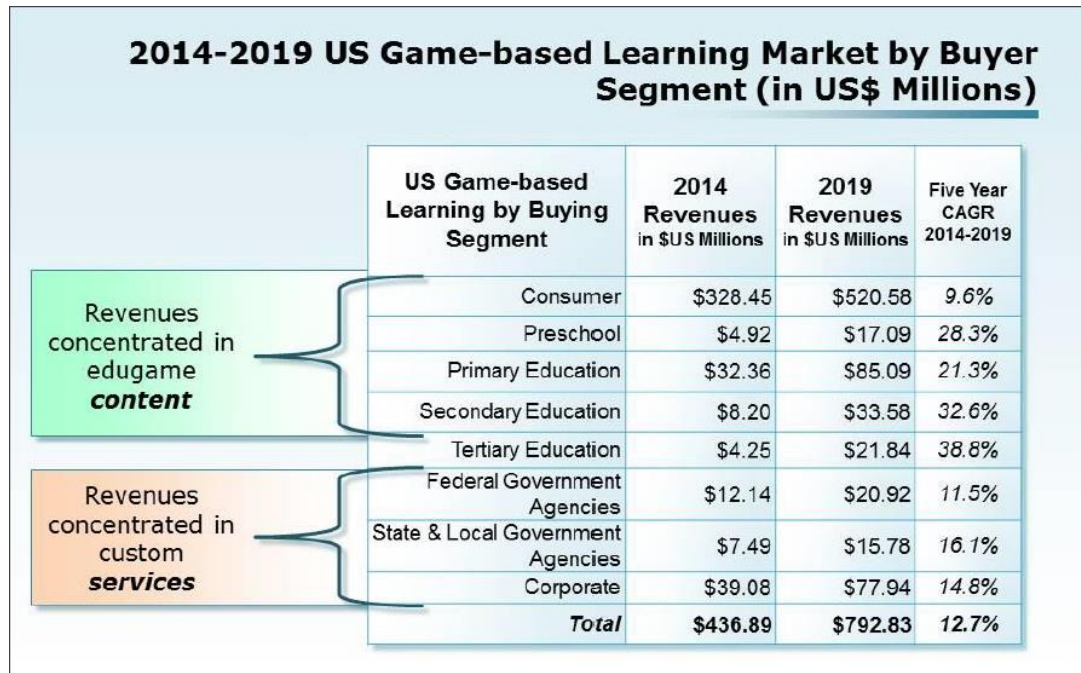 2014-2019 US Game-based Learning Market by Buyer
Segment (in US$ Millions)
US Game-based
Learning by Buying
Segment
2014
Revenues
in $US Millions
2019
Revenues
in $US Millions
Five Year
CAGR
2014-2019
Revenues
concentrated in
edugame
content
Consumer $328.45 $520.58 9.6%
Preschool $4.92 $17.09 28.3%
Primary Education $32.36 $85.09 21.3%
Secondary Education $8.20 $33.58 32.6%
Tertiary Education $4.25 $21.84 38.8%
Revenues
concentrated in
custom
services
Federal Government
Agencies $12.14 $20.92 11.5%
State & Local Government
Agencies $7.49 $15.78 16.1%
Corporate $39.08 $77.94 14.8%
Total $436.89 $792.83 12.7%